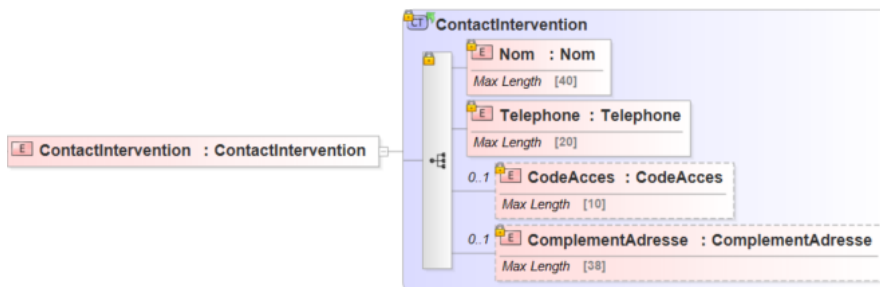 CT ContactIntervention
E Nom : Nom
Max Length [40]
E Telephone : Telephone
Max Length [20]
E ContactIntervention : ContactIntervention
0..1 E CodeAcces : CodeAcces
Max Length [10]
0..1 E ComplementAdresse : ComplementAdresse
Max Length [38]